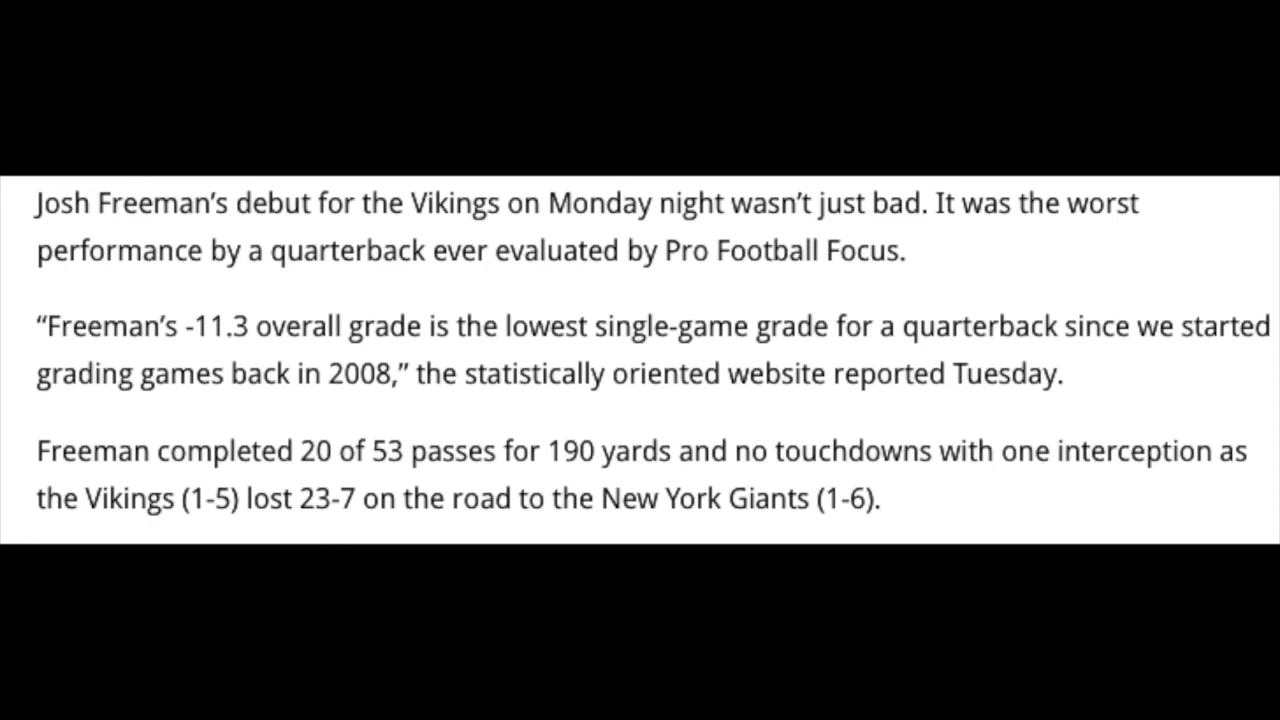 Josh Freeman’s debut for the Vikings on Monday night wasn’t just bad. It was the worst
performance by a quarterback ever evaluated by Pro Football Focus.
“Freeman’s -11.3 overall grade is the lowest single-game grade for a quarterback since we started
grading games back in 2008,” the statistically oriented website reported Tuesday.
Freeman completed 20 of 53 passes for 190 yards and no touchdowns with one interception as
the Vikings (1-5) lost 23-7 on the road to the New York Giants (1-6).